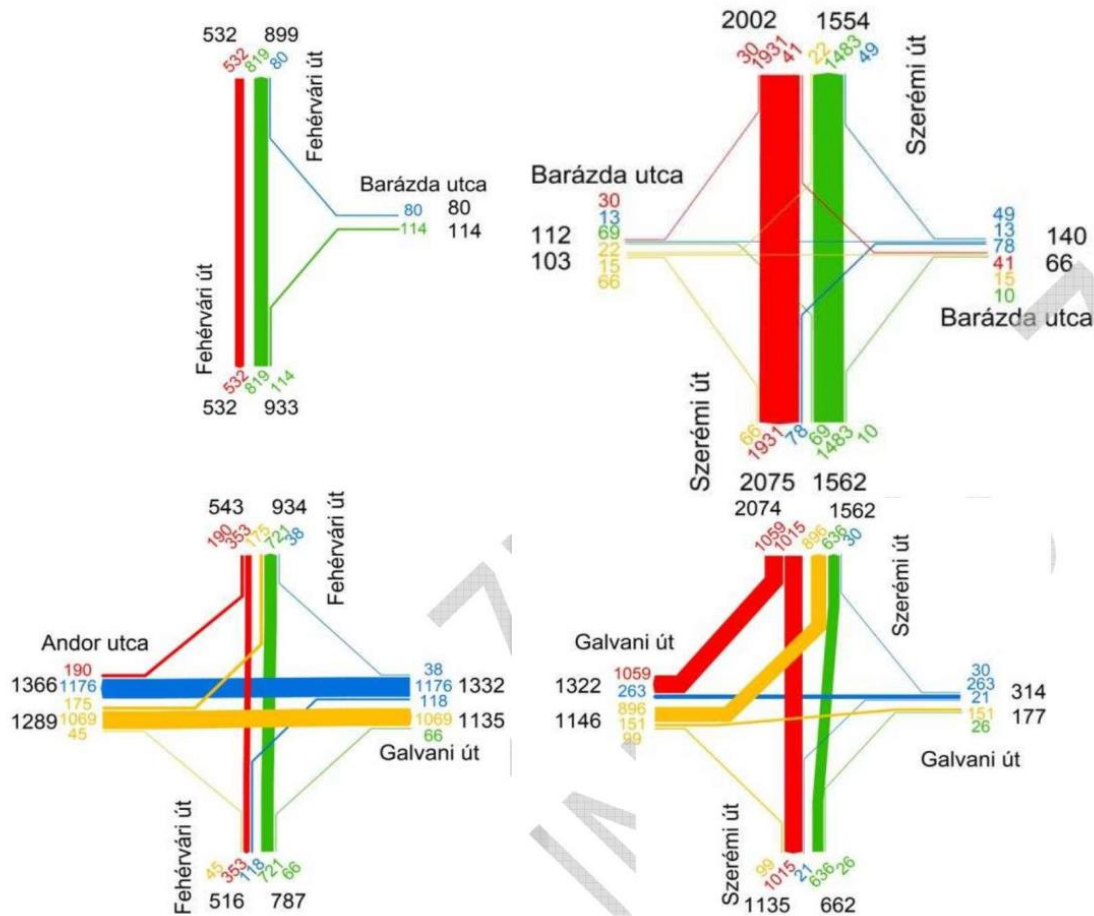 532 899
532 819 80
Fehérvári út
Barázda utca
80 80
114 114
Fehérvári út
532 819 114
532 933
2002 1554
30 1931 41 22 1483 49
Szerémi út
Barázda utca
30
13
69
22
15
66
112
103
49
13
78
41
15
10
140
66
Barázda utca
Szerémi út
66 1931 78 69 1483 10
2075 1562
543 934
190 353 175 721 38
Fehérvári út
Andor utca
190
1366 1176
175
1289 1069
45
38
1176 1332
118
1069 1135
66
Galvani út
Fehérvári út
45 353 118 721 66
516 787
2074 1562
1059 1015 896 636 30
Szerémi út
Galvani út
1059
1322 263
896
1146 151
99
30
263
21
314
151
26
177
Galvani út
Szerémi út
99 1015 21 636 26
1135 662